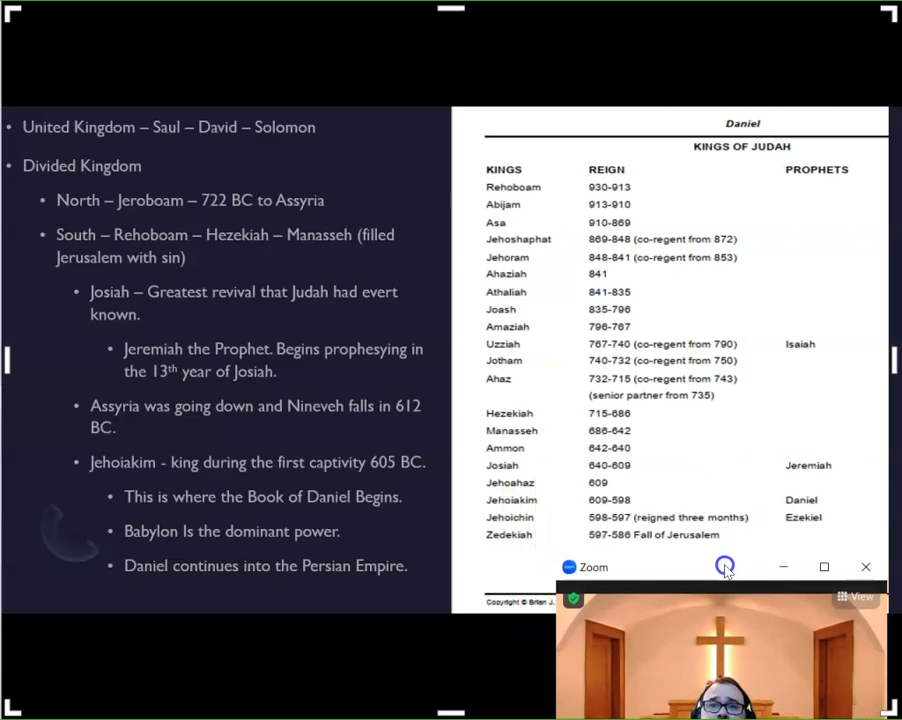 • United Kingdom – Saul – David – Solomon
• Divided Kingdom
• North – Jeroboam – 722 BC to Assyria
• South – Rehoboam – Hezekiah – Manasseh (filled
Jerusalem with sin)
• Josiah – Greatest revival that Judah had evert
known.
• Jeremiah the Prophet. Begins prophesying in
the 13th year of Josiah.
• Assyria was going down and Nineveh falls in 612
BC.
• Jehoiakim - king during the first captivity 605 BC.
• This is where the Book of Daniel Begins.
• Babylon Is the dominant power.
• Daniel continues into the Persian Empire.
Daniel
KINGS OF JUDAH
KINGS REIGN PROPHETS
Rehoboam 930-913
Abijam 913-910
Asa 910-869
Jehoshaphat 869-848 (co-regent from 872)
Jehoram 848-841 (co-regent from 853)
Ahaziah 841
Athaliah 841-835
Joash 835-796
Amaziah 796-767
Uzziah 767-740 (co-regent from 790) Isaiah
Jotham 740-732 (co-regent from 750)
Ahaz 732-715 (co-regent from 743)
(senior partner from 735)
Hezekiah 715-686
Manasseh 686-642
Ammon 642-640
Josiah 640-609 Jeremiah
Jehoahaz 609
Jehoiakim 609-598 Daniel
Jehoichin 598-597 (reigned three months) Ezekiel
Zedekiah 597-586 Fall of Jerusalem
Zoom
View
Copyright © Brian J.